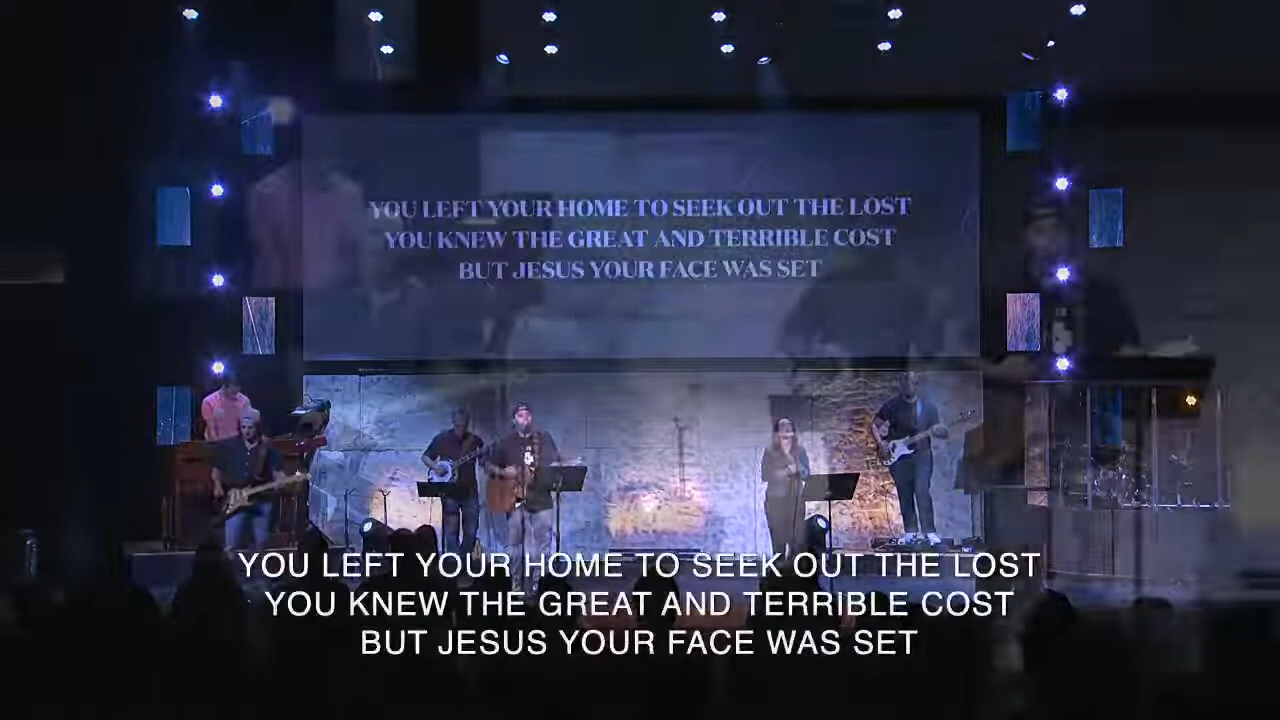 YOU LEFT YOUR HOME TO SEEK OUT THE LOST
YOU KNEW THE GREAT AND TERRIBLE COST
BUT JESUS YOUR FACE WAS SET
YOU LEFT YOUR HOME TO SEEK OUT THE LOST
YOU KNEW THE GREAT AND TERRIBLE COST
BUT JESUS YOUR FACE WAS SET